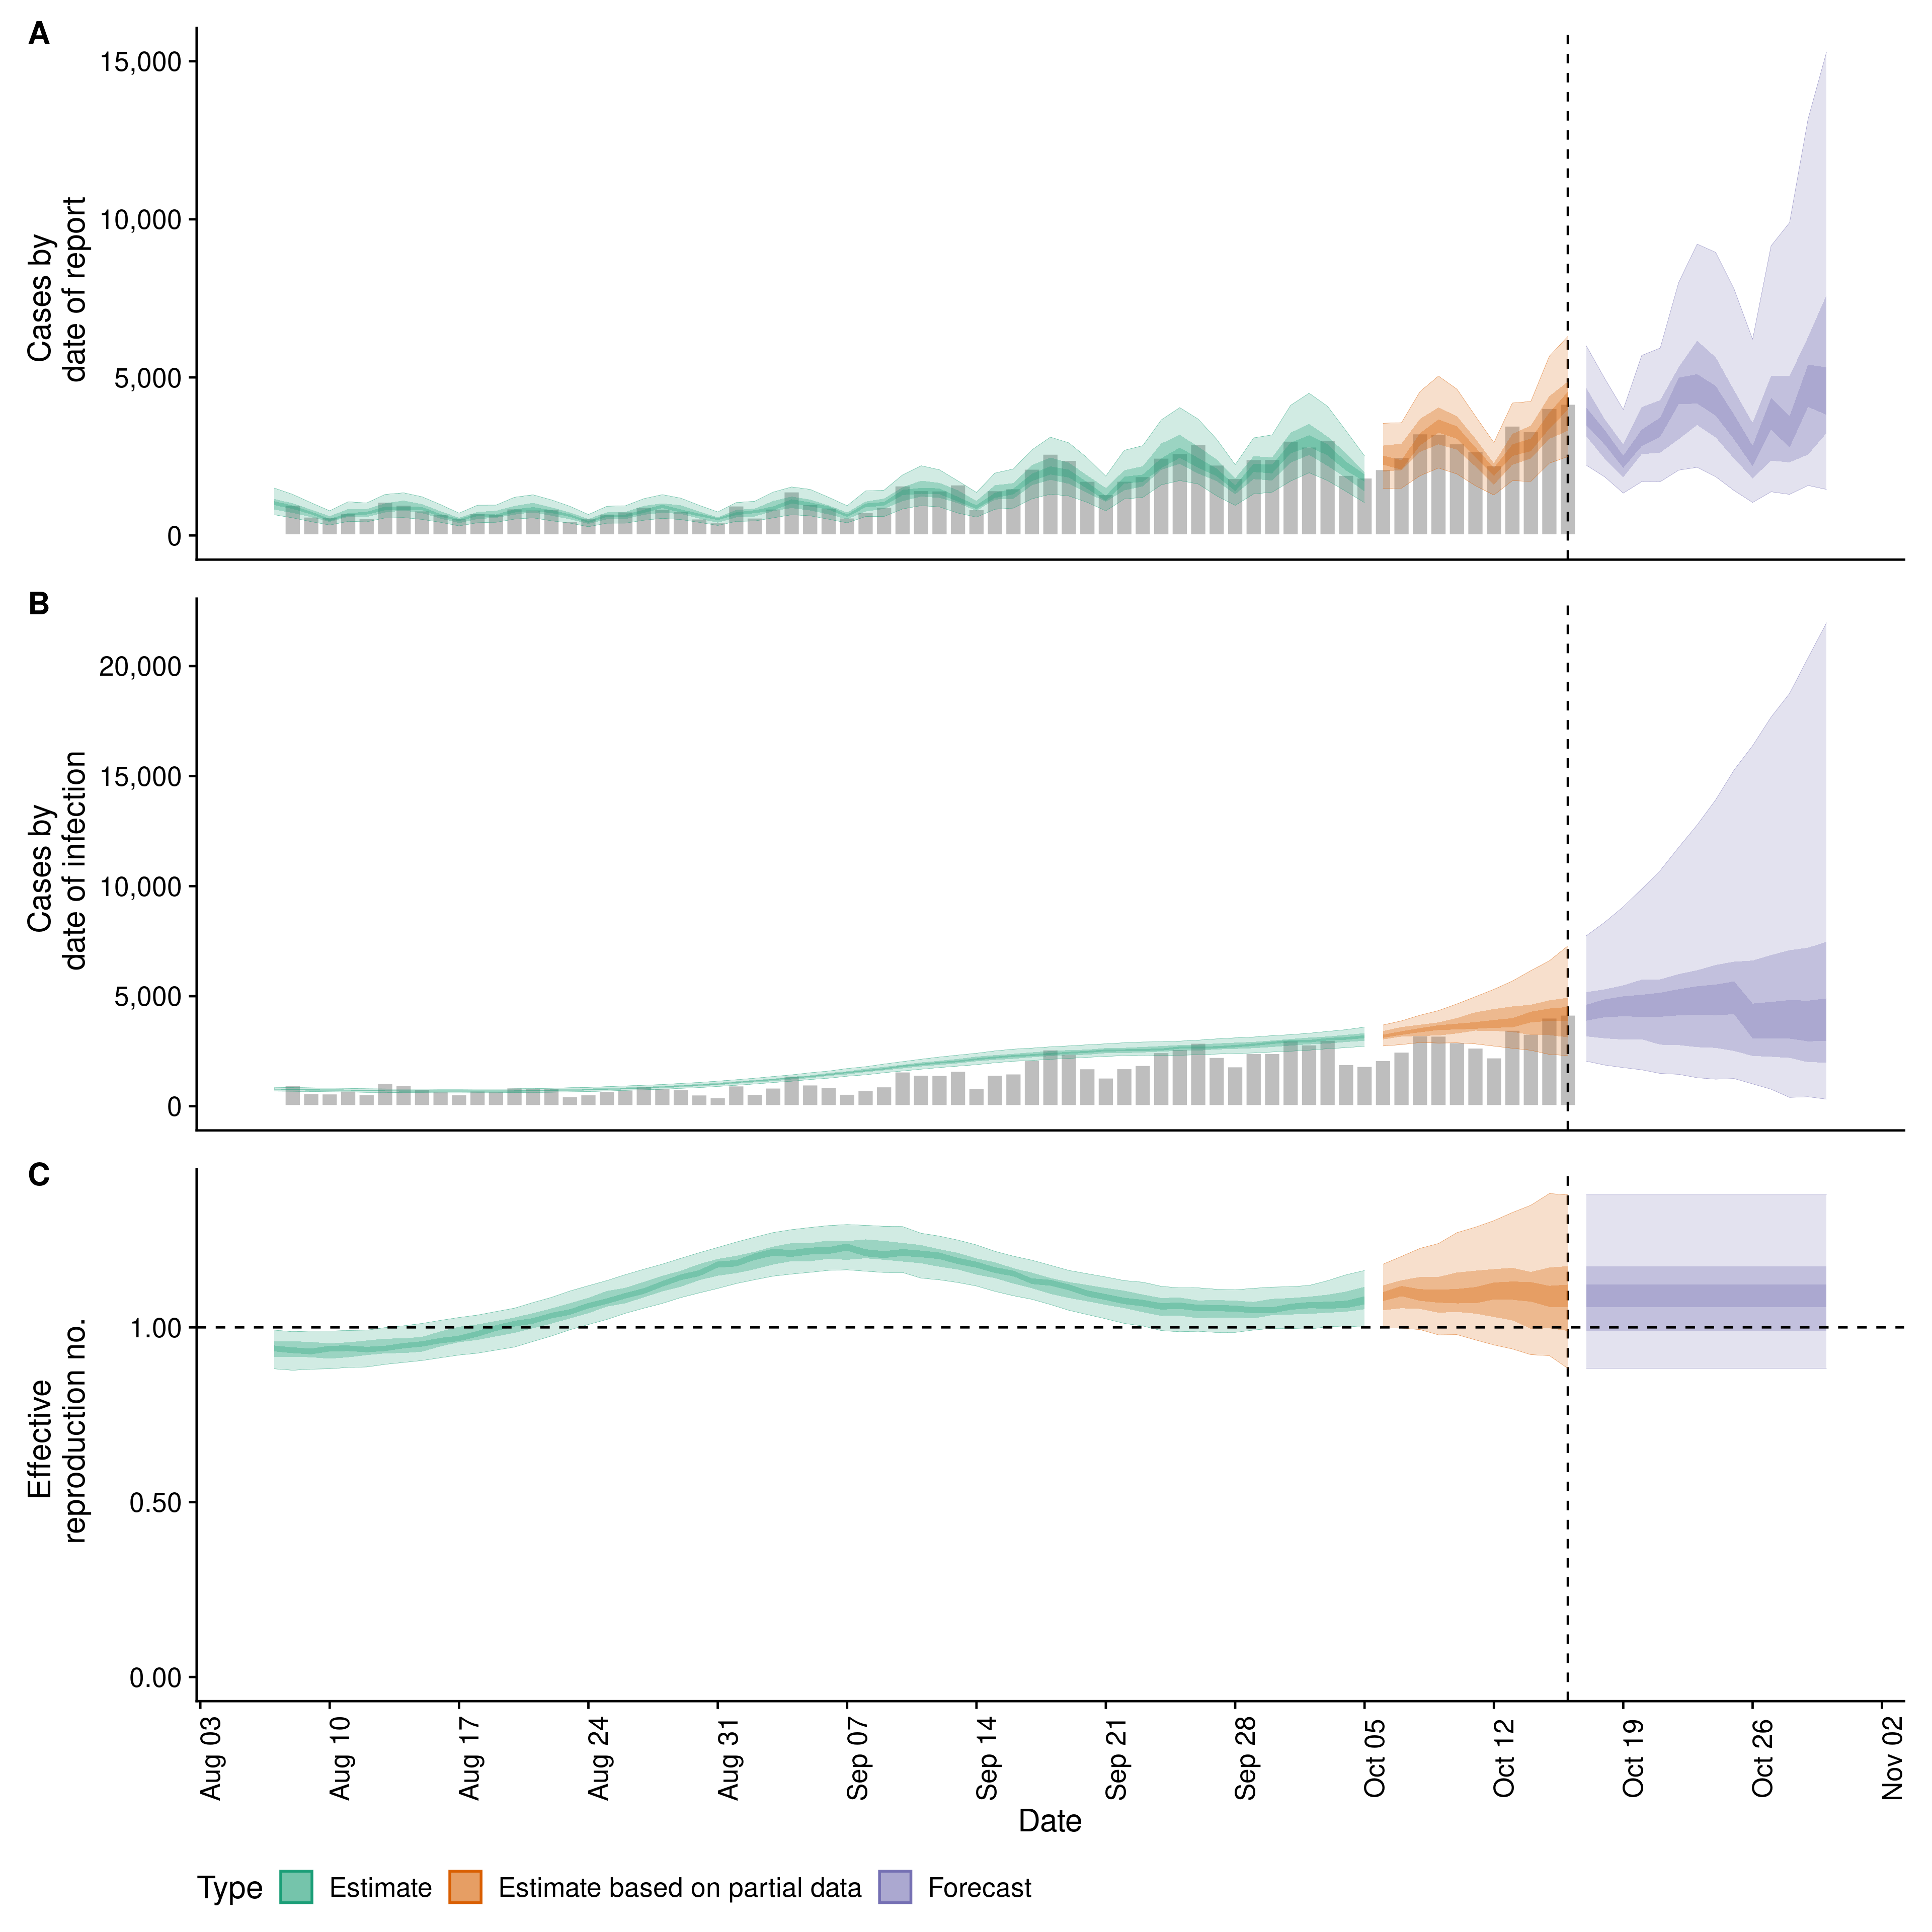 A
15,000
10,000
5,000
0
Cases by
date of report
B
20,000
15,000
10,000
5,000
0
Cases by
date of infection
C
1.00
0.50
0.00
Effective
reproduction no.
Aug 03
Aug 10
Aug 17
Aug 24
Aug 31
Sep 07
Sep 14
Sep 21
Sep 28
Oct 05
Oct 12
Oct 19
Oct 26
Nov 02
Date
Type Estimate Estimate based on partial data Forecast